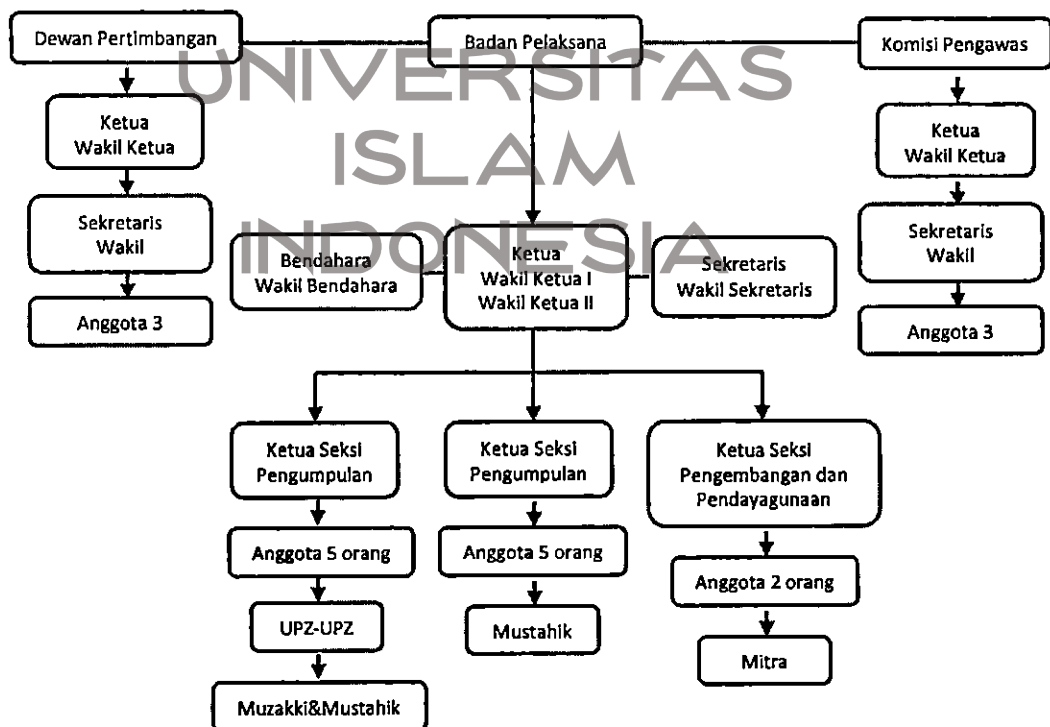 Dewan Pertimbangan
Badan Pelaksana
Komisi Pengawas
UNIVERSITAS
ISLAM
INDONESIA
Ketua
Wakil Ketua
Sekretaris
Wakil
Anggota 3
Ketua
Wakil Ketua
Sekretaris
Wakil
Anggota 3
Bendahara
Wakil Bendahara
Ketua
Wakil Ketua I
Wakil Ketua II
Sekretaris
Wakil Sekretaris
Ketua Seksi
Pengumpulan
Anggota 5 orang
UPZ-UPZ
Muzakki&Mustahik
Ketua Seksi
Pengumpulan
Anggota 5 orang
Mustahik
Ketua Seksi
Pengembangan dan
Pendayagunaan
Anggota 2 orang
Mitra